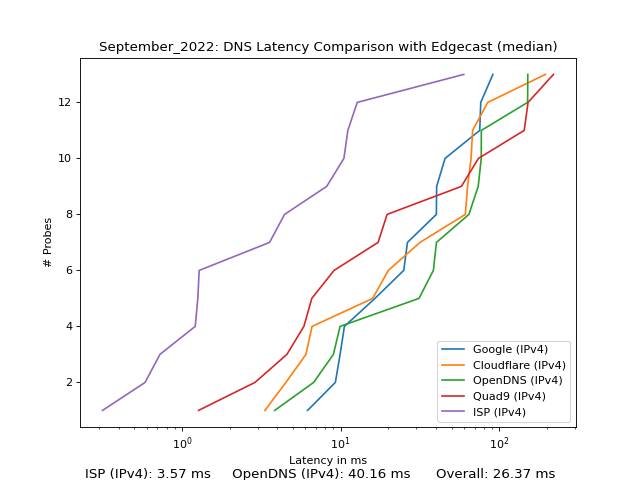 September_2022: DNS Latency Comparison with Edgecast (median)
# Probes
12
10
8
6
4
2
Google (IPv4)
Cloudflare (IPv4)
OpenDNS (IPv4)
Quad9 (IPv4)
ISP (IPv4)
10⁰ 10¹ 10²
Latency in ms
ISP (IPv4): 3.57 ms OpenDNS (IPv4): 40.16 ms Overall: 26.37 ms